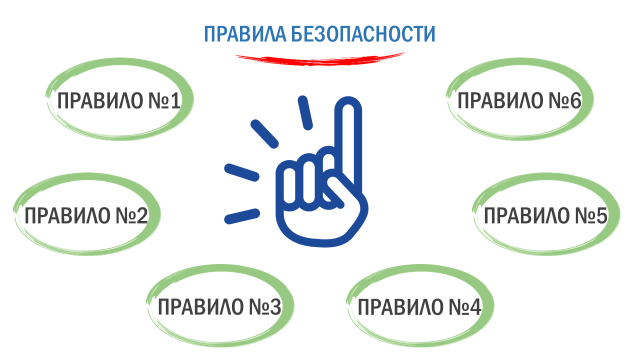 ПРАВИЛА БЕЗОПАСНОСТИ
ПРАВИЛО №1
ПРАВИЛО №2
ПРАВИЛО №3
ПРАВИЛО №4
ПРАВИЛО №5
ПРАВИЛО №6